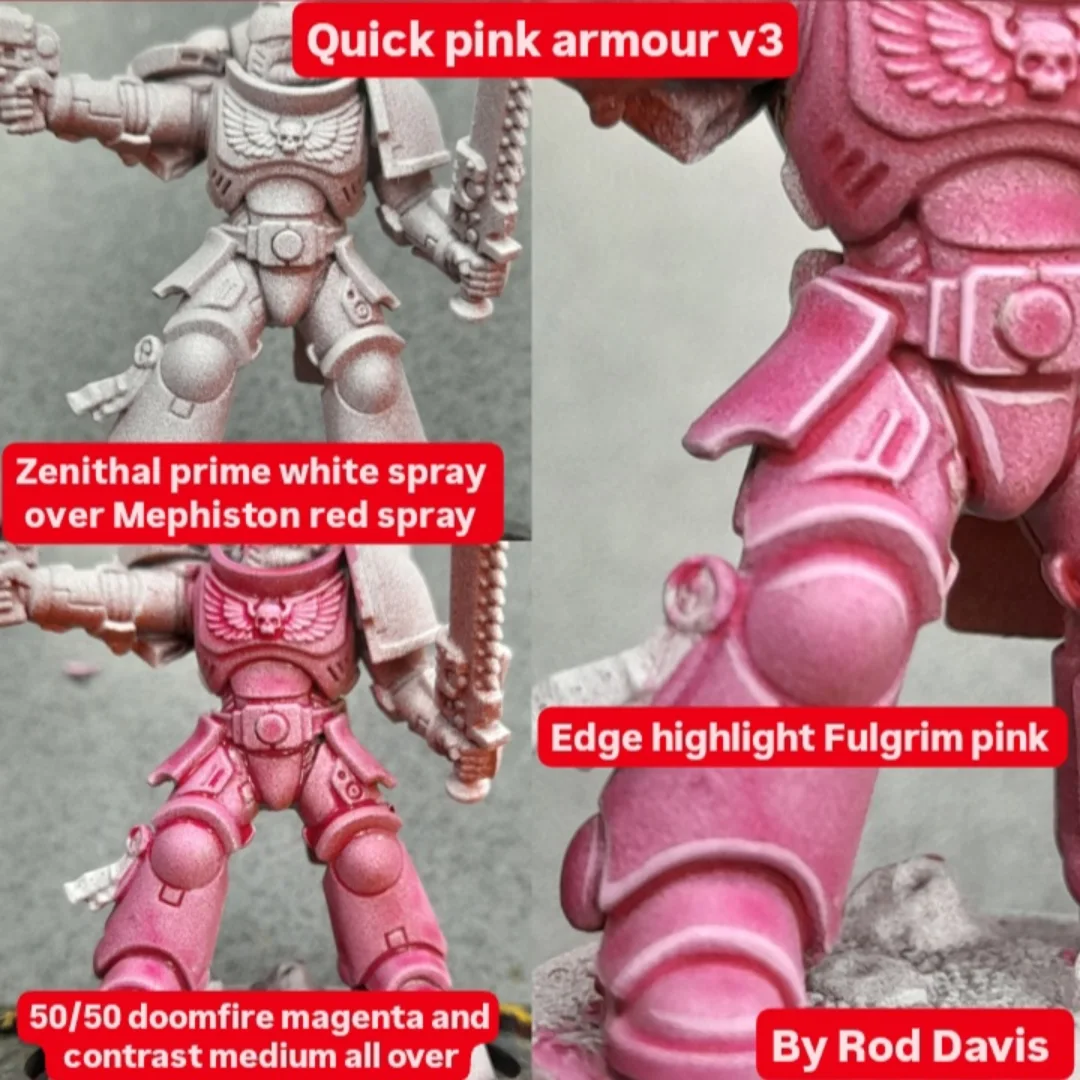 Quick pink armour v3
Zenithal prime white spray
over Mephiston red spray
50/50 doomfire magenta and
contrast medium all over
Edge highlight Fulgrim pink
By Rod Davis